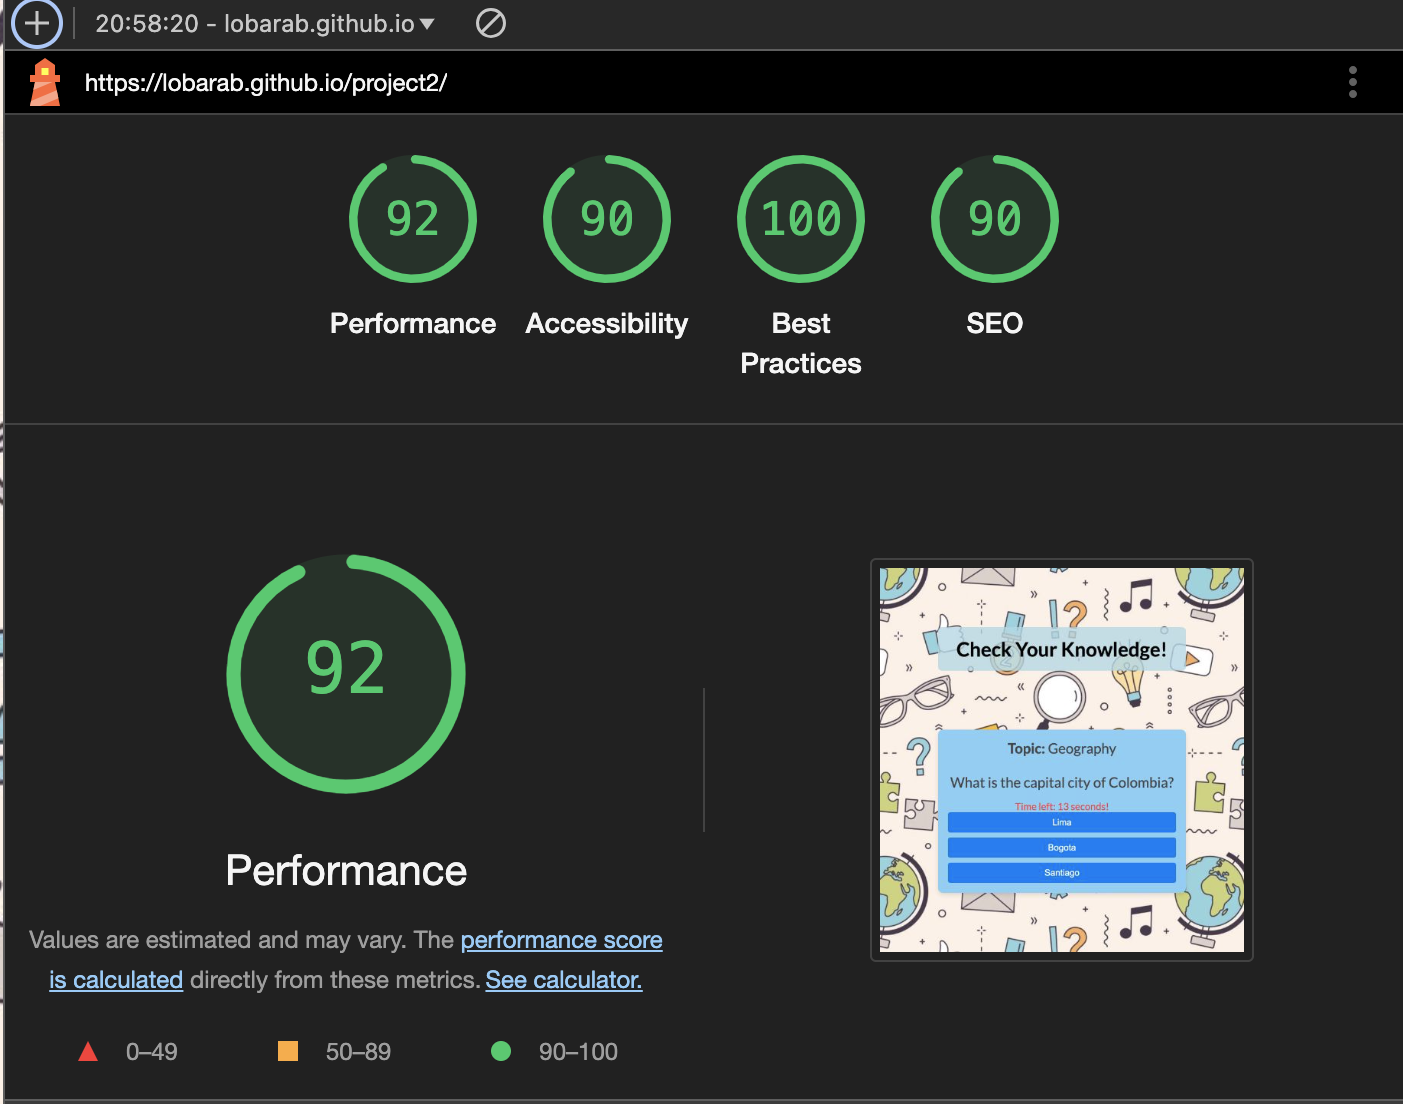 20:58:20 - lobarab.github.io
https://lobarab.github.io/project2/
92
90
100
90
Performance
Accessibility
Best
Practices
SEO
92
Performance
Values are estimated and may vary. The performance score
is calculated directly from these metrics. See calculator.
0–49
50–89
90–100
Check Your Knowledge!
Topic: Geography
What is the capital city of Colombia?
Time left: 13 seconds!
Lima
Bogota
Santiago